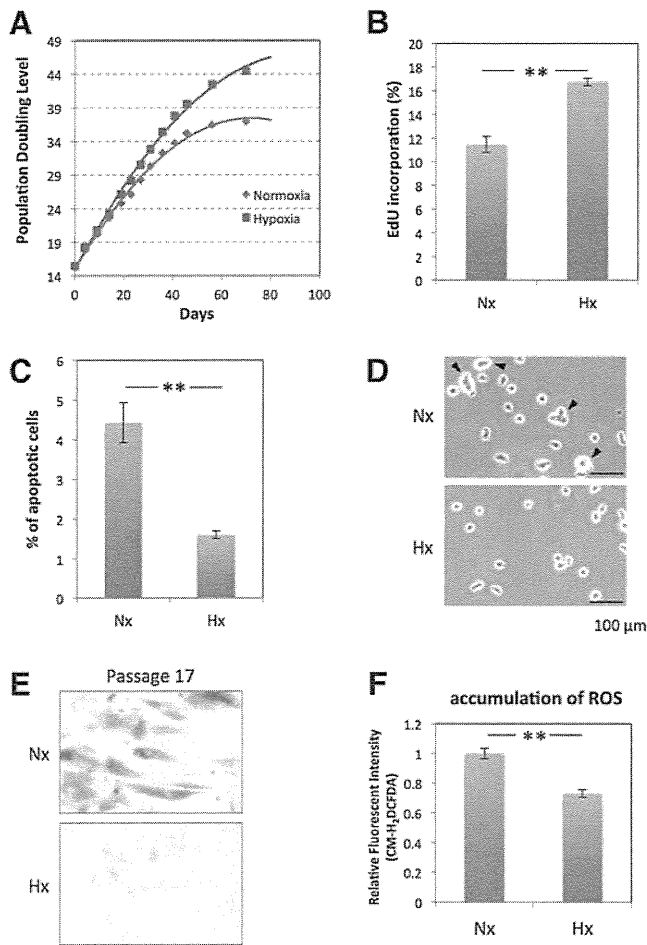 A
49
44
39
34
29
24
19
14
Population Doubling Level
Normoxia
Hypoxia
0 20 40 60 80 100
Days
B
20
18
16
14
12
10
8
6
4
2
0
EdU incorporation (%)
**
Nx Hx
C
6
5
4
3
2
1
0
% of apoptotic cells
**
Nx Hx
D
Nx
Hx
100 μm
E
Passage 17
Nx
Hx
F
accumulation of ROS
1.2
1
0.8
0.6
0.4
0.2
0
Relative Fluorescent Intensity
(CM-H₂DCFDA)
**
Nx Hx